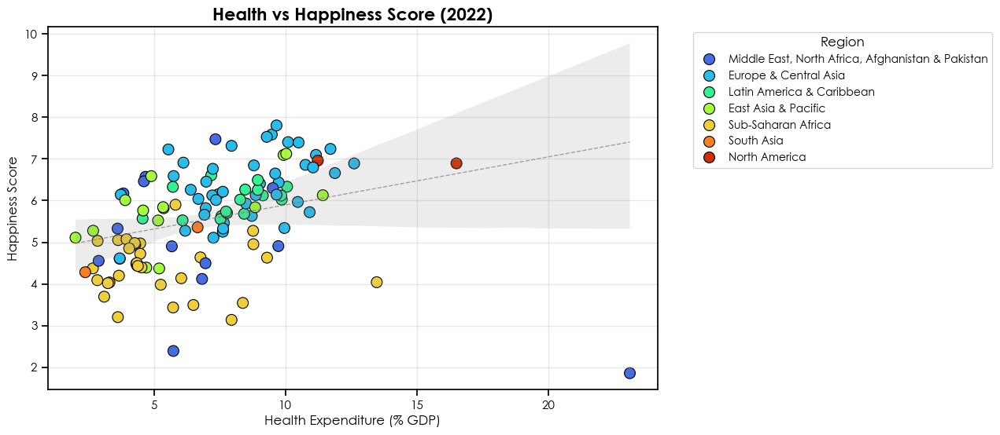 Health vs Happiness Score (2022)
Happiness Score
10
9
8
7
6
5
4
3
2
5
10
15
20
Health Expenditure (% GDP)
Region
Middle East, North Africa, Afghanistan & Pakistan
Europe & Central Asia
Latin America & Caribbean
East Asia & Pacific
Sub-Saharan Africa
South Asia
North America